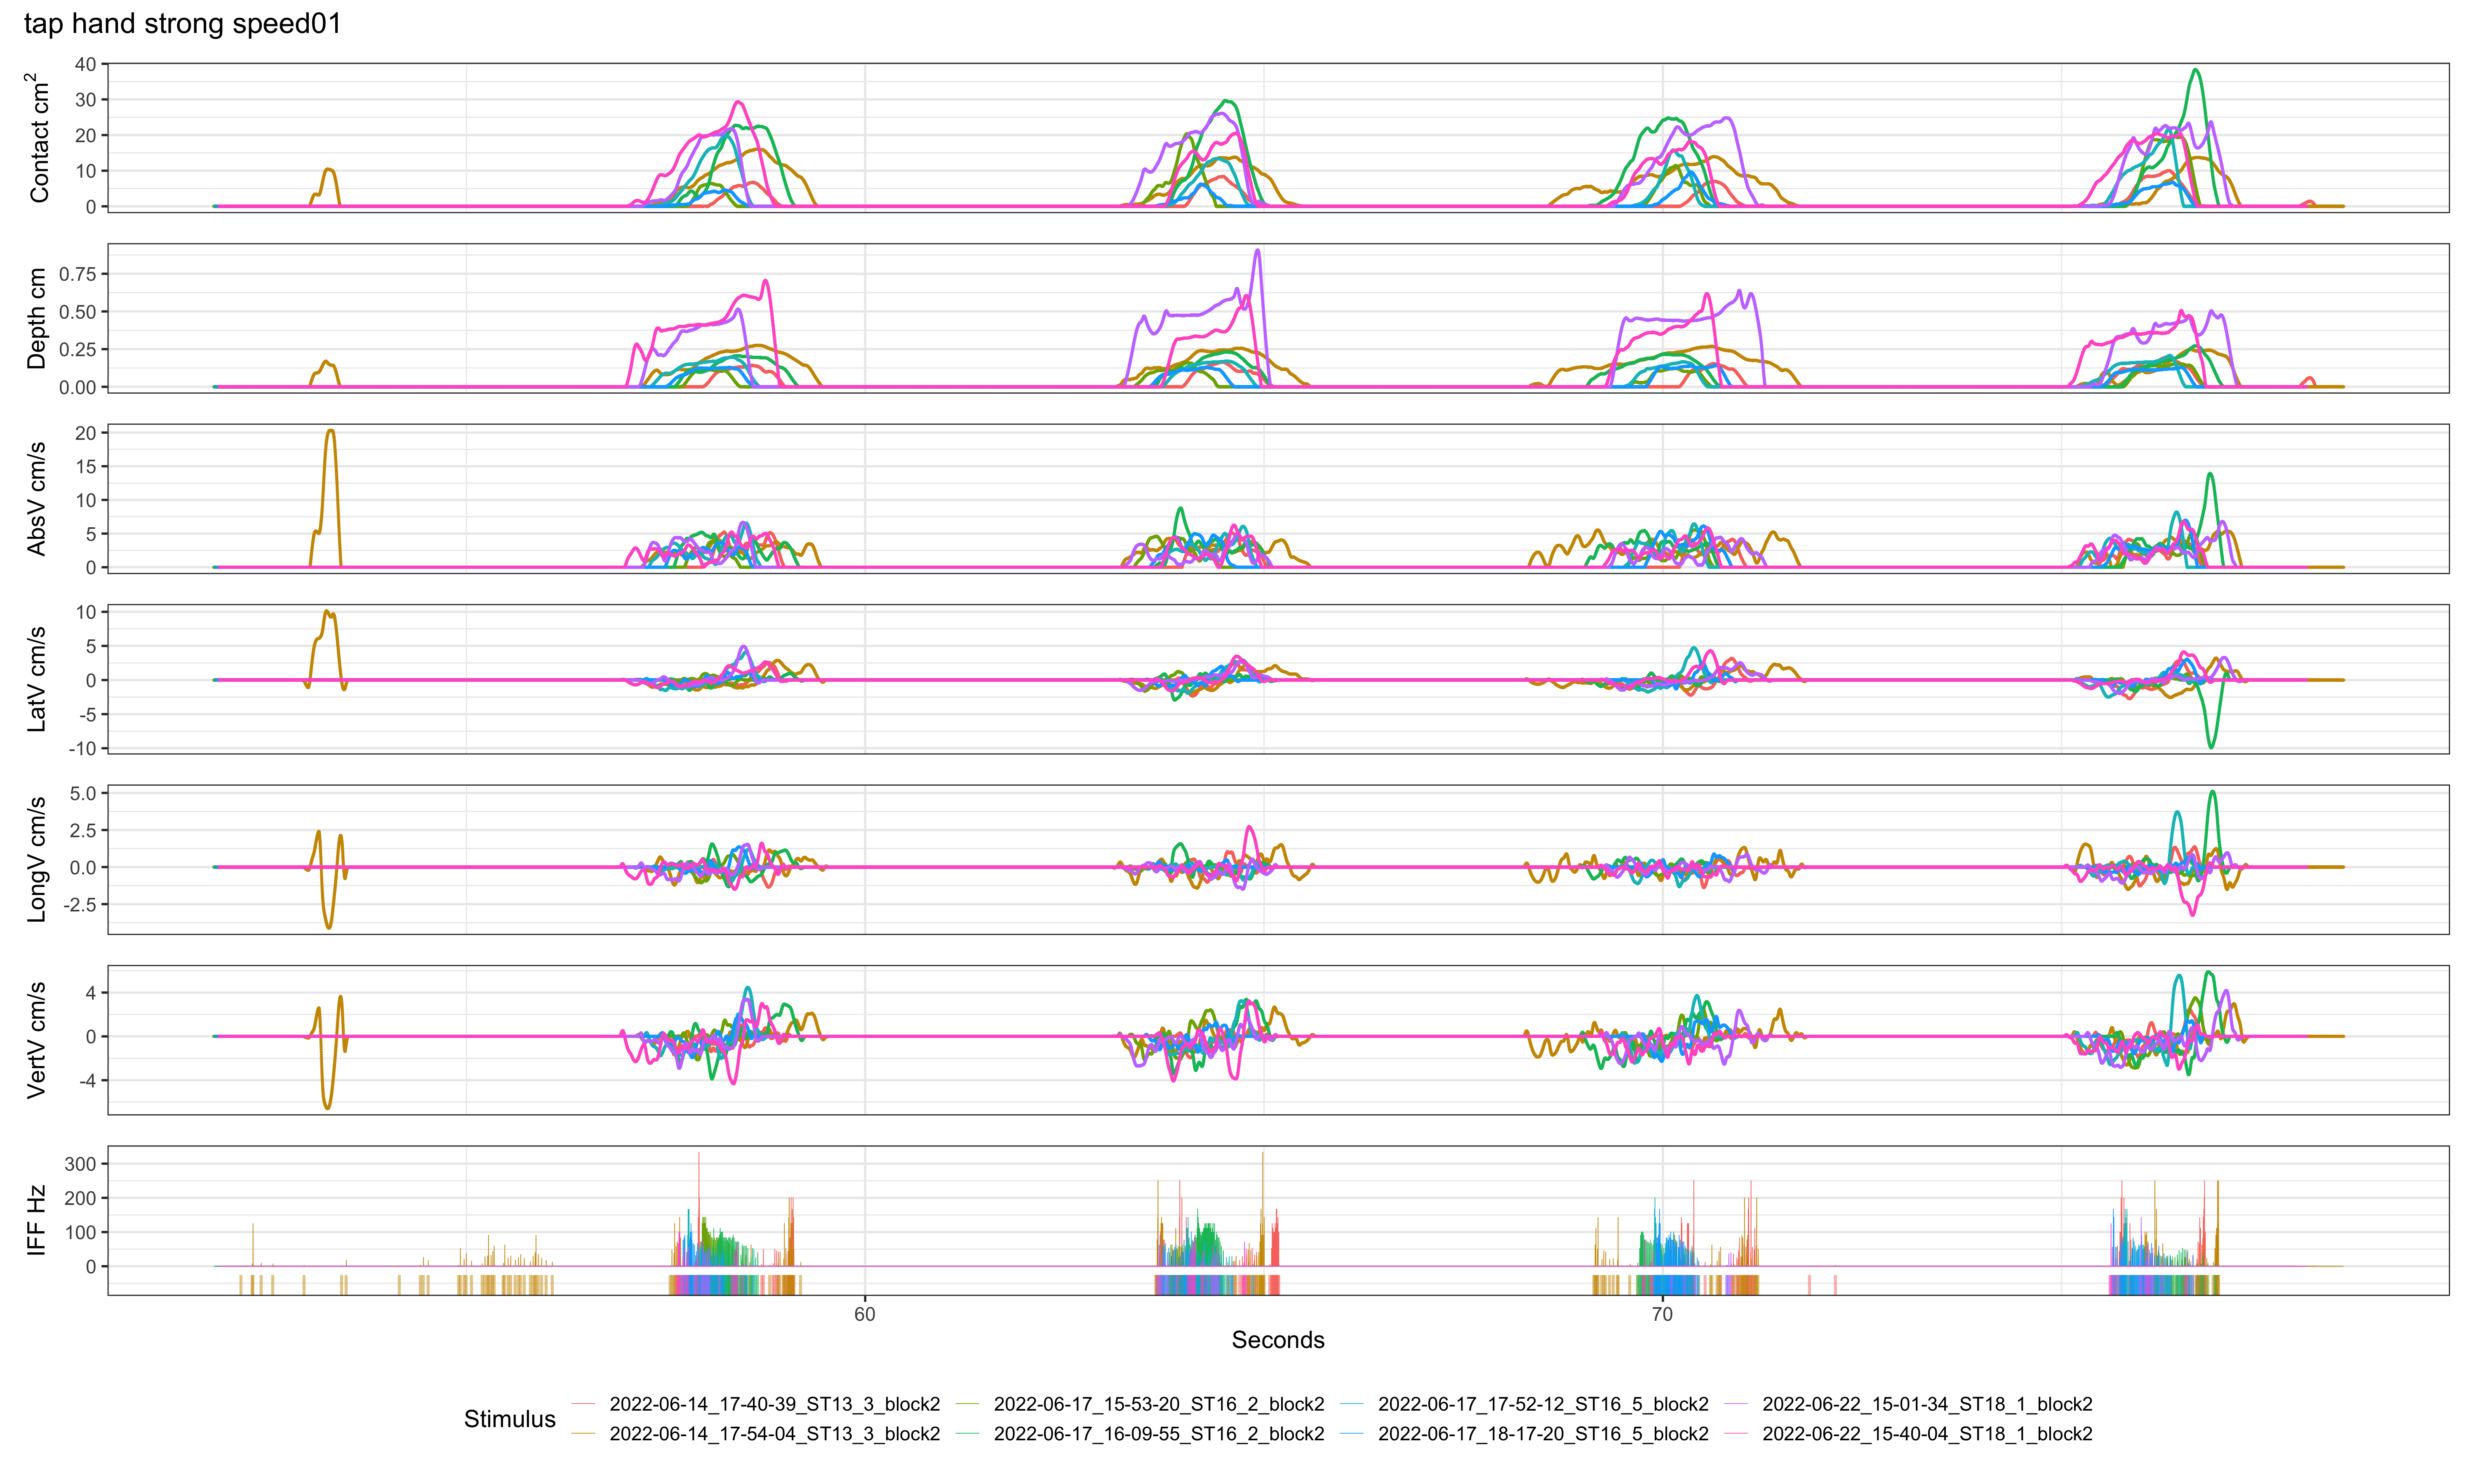 tap hand strong speed01
Contact cm²
40
30
20
10
0
Depth cm
0.75
0.50
0.25
0.00
AbsV cm/s
20
15
10
5
0
LatV cm/s
10
5
0
-5
-10
LongV cm/s
5.0
2.5
0.0
-2.5
VertV cm/s
4
0
-4
IFF Hz
300
200
100
0
60
70
Seconds
Stimulus
2022-06-14_17-40-39_ST13_3_block2
2022-06-17_15-53-20_ST16_2_block2
2022-06-17_17-52-12_ST16_5_block2
2022-06-22_15-01-34_ST18_1_block2
2022-06-14_17-54-04_ST13_3_block2
2022-06-17_16-09-55_ST16_2_block2
2022-06-17_18-17-20_ST16_5_block2
2022-06-22_15-40-04_ST18_1_block2